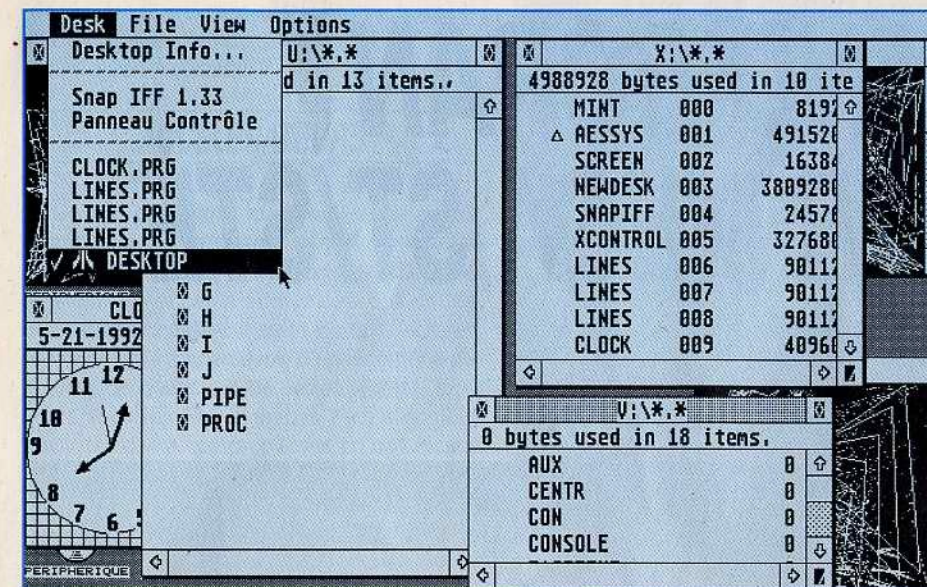 Desk File View Options
Desktop Info...
Snap IFF 1.33
Panneau Contrôle
CLOCK.PRG
LINES.PRG
LINES.PRG
LINES.PRG
DESKTOP
U:\*.*
d in 13 items.
G
H
I
J
PIPE
PROC
X:\*.*
4988928 bytes used in 10 ite
MINT 000 8192
AESSYS 001 491520
SCREEN 002 16384
NEWDESK 003 3809280
SNAPIFF 004 24576
XCONTROL 005 327680
LINES 006 90112
LINES 007 90112
LINES 008 90112
CLOCK 009 40960
CLO
5-21-1992
12
11
10
9
8
7
6
5
PERIPHERIQUE
V:\*.*
0 bytes used in 18 items.
AUX 0
CENTR 0
CON 0
CONSOLE 0